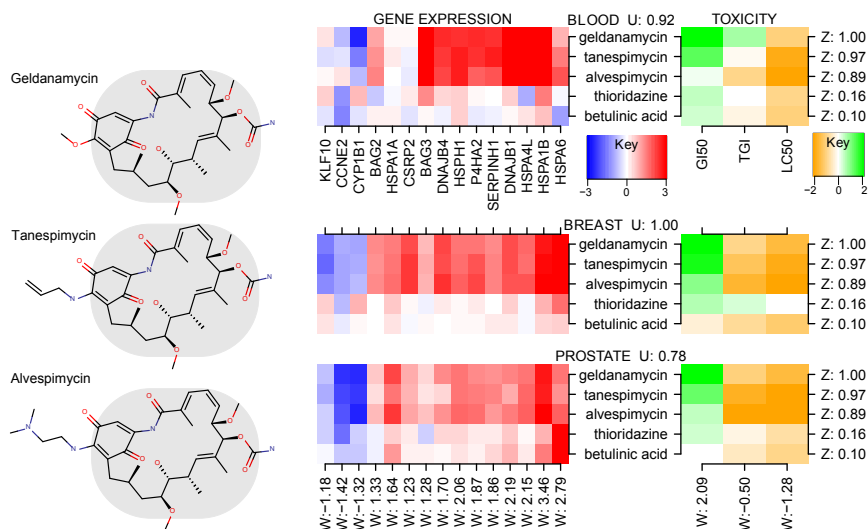 GENE EXPRESSION
BLOOD U: 0.92
TOXICITY
geldanamycin
Z: 1.00
tanespimycin
Z: 0.97
alvespimycin
Z: 0.89
thioridazine
Z: 0.16
betulinic acid
Z: 0.10
KLF10
CCNE2
CYP1B1
BAG2
HSPA1A
CSRP2
BAG3
DNAJB4
HSPH1
P4HA2
SERPINH1
DNAJB1
HSPA4L
HSPA1B
HSPA6
Key
−3 0 3
GI50
TGI
LC50
Key
−2 0 2
Geldanamycin
O
O
O
N
O
O
O
N
O
O
O
BREAST U: 1.00
geldanamycin
Z: 1.00
tanespimycin
Z: 0.97
alvespimycin
Z: 0.89
thioridazine
Z: 0.16
betulinic acid
Z: 0.10
Tanespimycin
O
O
N
N
O
O
O
N
O
O
O
PROSTATE U: 0.78
geldanamycin
Z: 1.00
tanespimycin
Z: 0.97
alvespimycin
Z: 0.89
thioridazine
Z: 0.16
betulinic acid
Z: 0.10
Alvespimycin
O
O
N
N
N
O
O
O
N
O
O
O
W:−1.18
W:−1.42
W:−1.32
W: 1.33
W: 1.64
W: 1.23
W: 1.28
W: 1.70
W: 2.06
W: 1.87
W: 1.86
W: 2.19
W: 2.15
W: 3.46
W: 2.79
W: 2.09
W:−0.50
W:−1.28